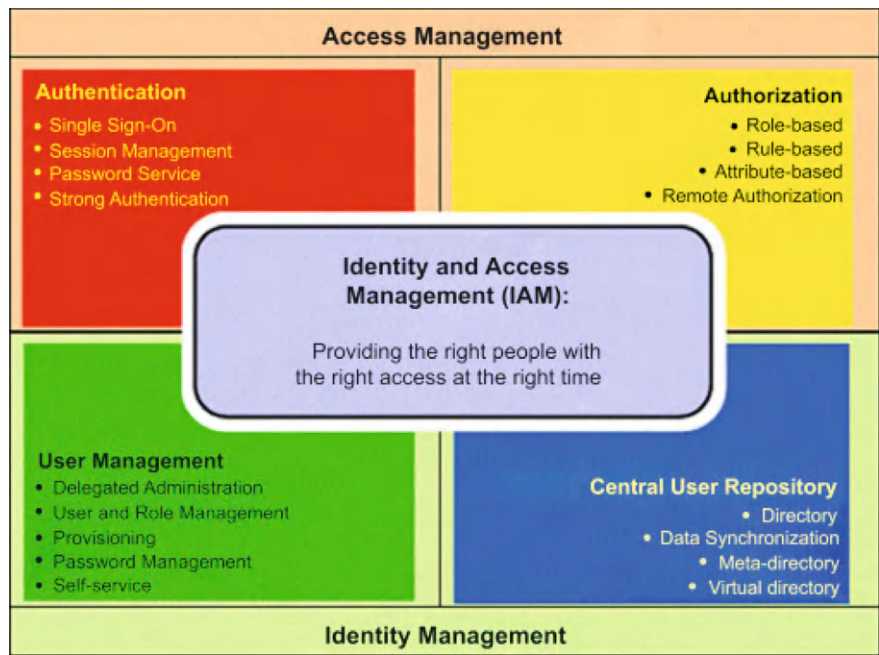 Access Management
Authentication
• Single Sign-On
• Session Management
• Password Service
• Strong Authentication
Authorization
• Role-based
• Rule-based
• Attribute-based
• Remote Authorization
Identity and Access
Management (IAM):
Providing the right people with
the right access at the right time
User Management
• Delegated Administration
• User and Role Management
• Provisioning
• Password Management
• Self-service
Central User Repository
• Directory
• Data Synchronization
• Meta-directory
• Virtual directory
Identity Management